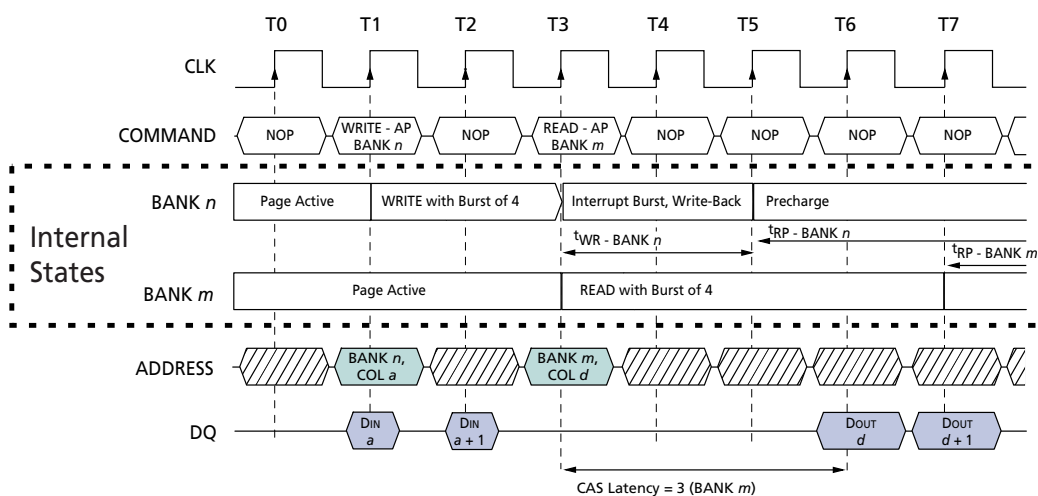 T0 T1 T2 T3 T4 T5 T6 T7
CLK
COMMAND NOP WRITE - AP BANK n NOP READ - AP BANK m NOP NOP NOP NOP
Internal States
BANK n Page Active WRITE with Burst of 4 Interrupt Burst, Write-Back Precharge
tWR - BANK n tRP - BANK n
tRP - BANK m
BANK m Page Active READ with Burst of 4
ADDRESS BANK n, COL a BANK m, COL d
DQ DIN a DIN a + 1 DOUT d DOUT d + 1
CAS Latency = 3 (BANK m)